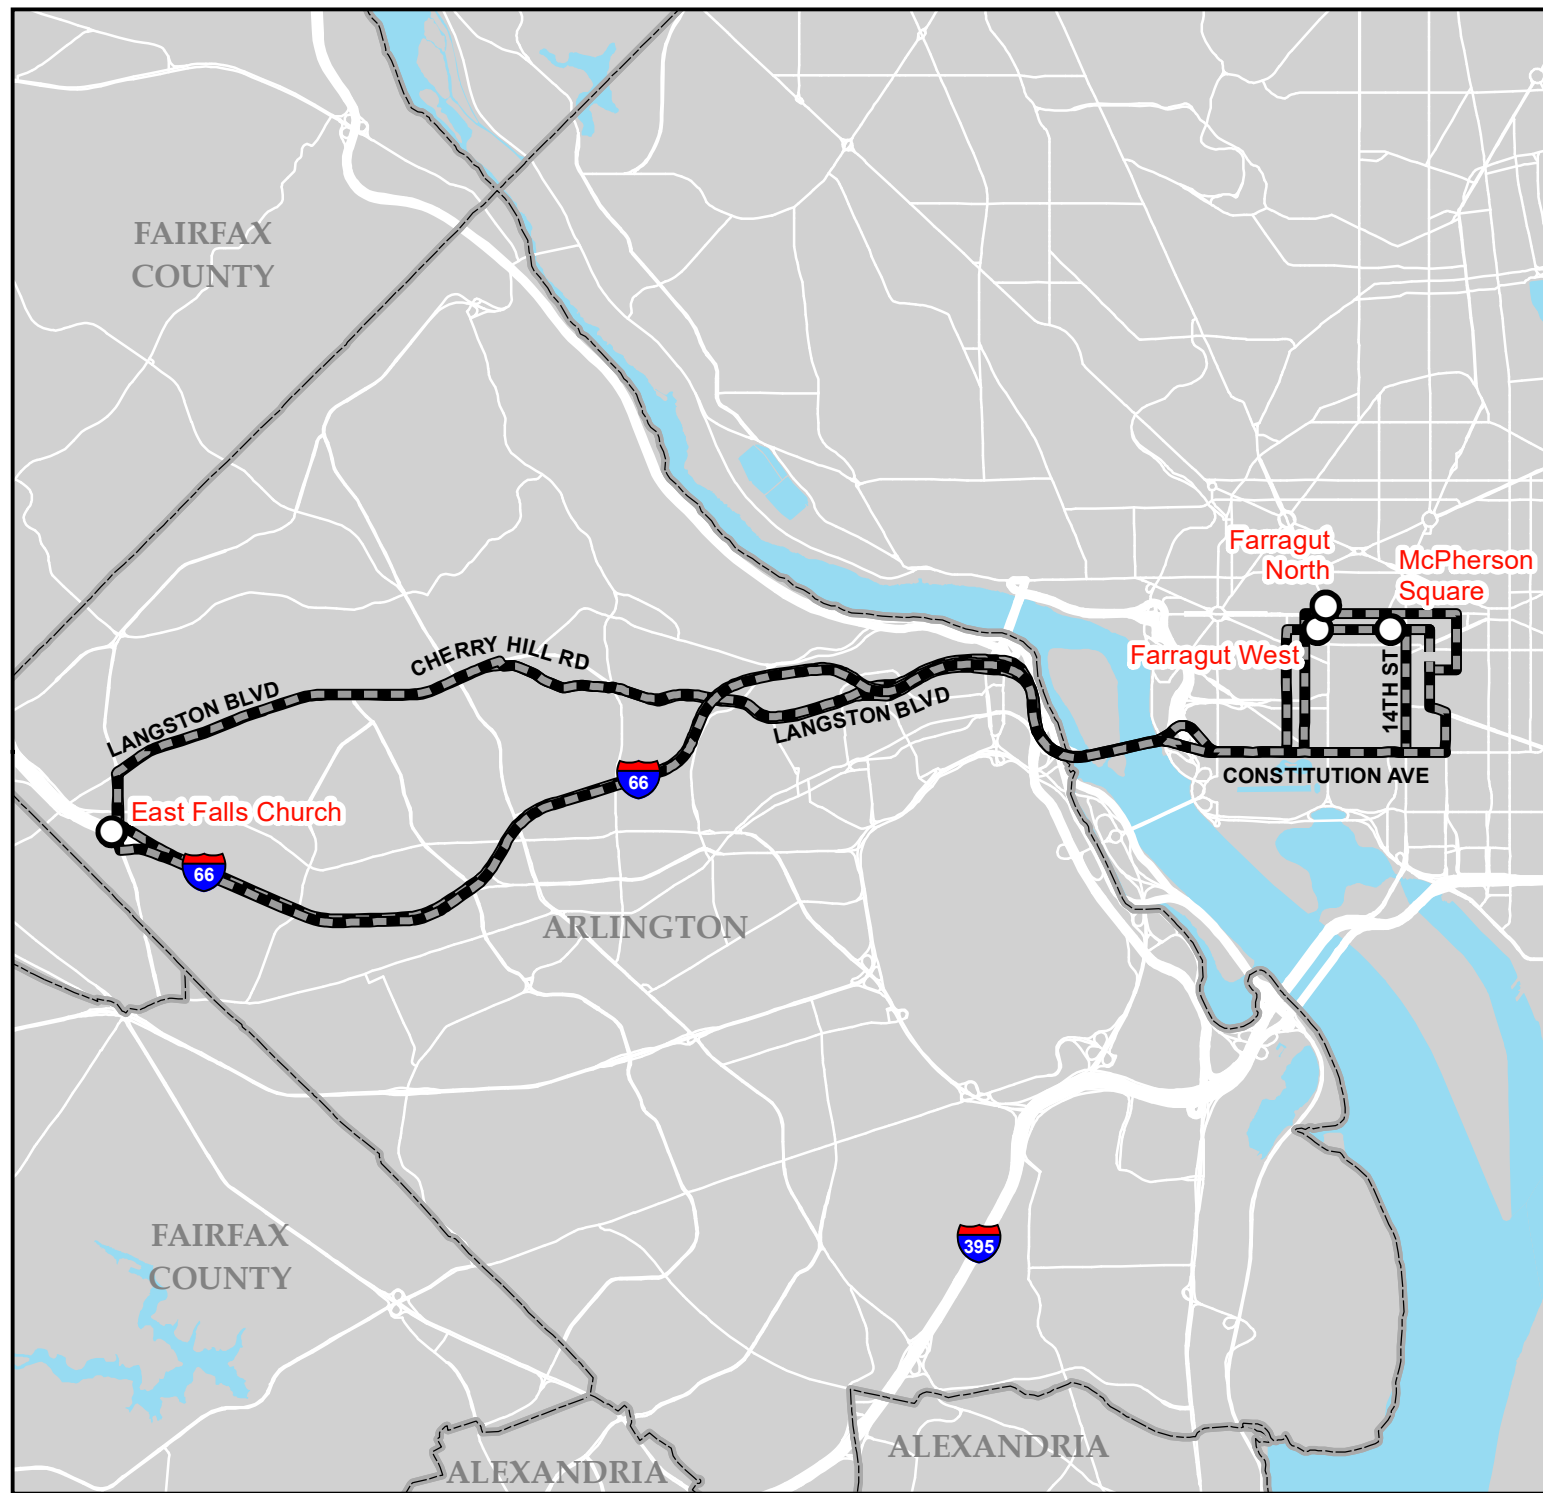 FAIRFAX
COUNTY
Farragut
North
McPherson
Square
Farragut West
14TH ST
CHERRY HILL RD
LANGSTON BLVD
LANGSTON BLVD
CONSTITUTION AVE
66
East Falls Church
66
ARLINGTON
FAIRFAX
COUNTY
395
ALEXANDRIA
ALEXANDRIA